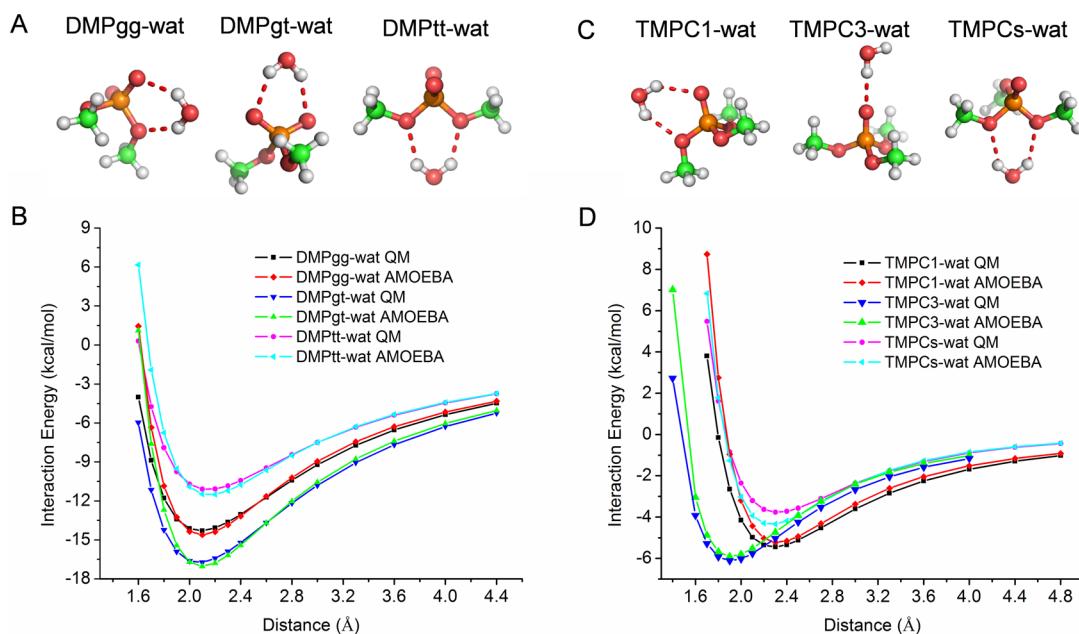 A
DMPgg-wat DMPgt-wat DMPtt-wat
C
TMPC1-wat TMPC3-wat TMPCs-wat
B
Interaction Energy (kcal/mol)
9
6
3
0
-3
-6
-9
-12
-15
-18
DMPgg-wat QM
DMPgg-wat AMOEBA
DMPgt-wat QM
DMPgt-wat AMOEBA
DMPtt-wat QM
DMPtt-wat AMOEBA
1.6 2.0 2.4 2.8 3.2 3.6 4.0 4.4
Distance (Å)
D
Interaction Energy (kcal/mol)
10
8
6
4
2
0
-2
-4
-6
TMPC1-wat QM
TMPC1-wat AMOEBA
TMPC3-wat QM
TMPC3-wat AMOEBA
TMPCs-wat QM
TMPCs-wat AMOEBA
1.6 2.0 2.4 2.8 3.2 3.6 4.0 4.4 4.8
Distance (Å)